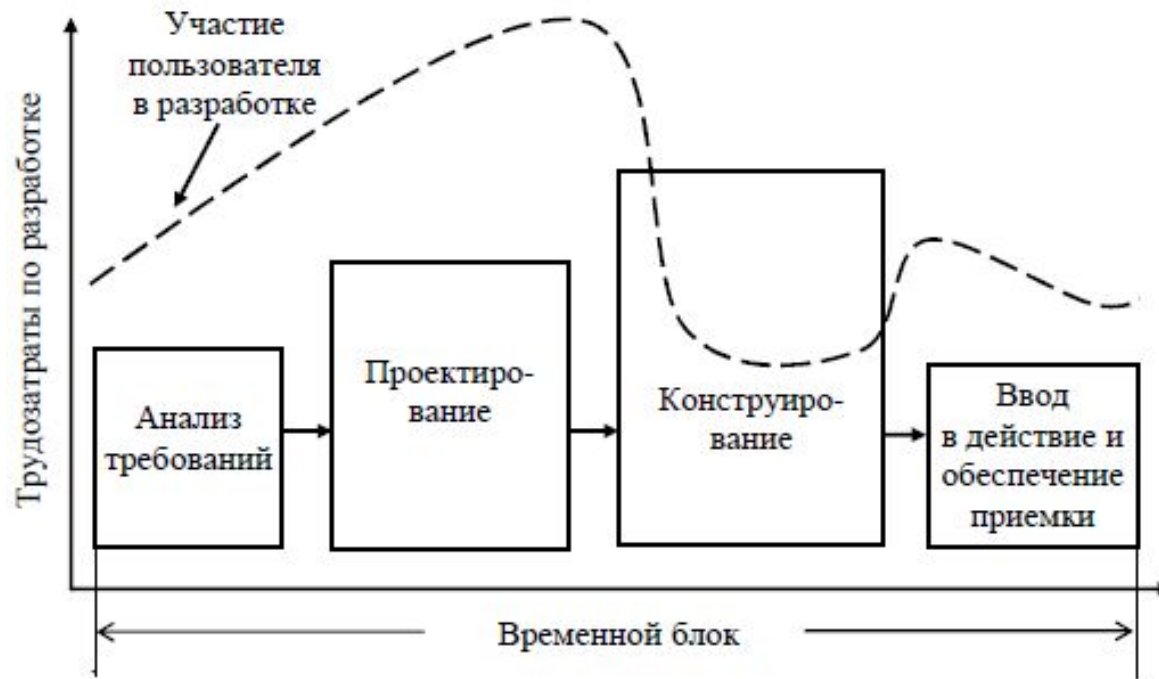 Участие
пользователя
в разработке
Трудозатраты по разработке
Анализ
требований
Проектиро-
вание
Конструиро-
вание
Ввод
в действие и
обеспечение
приемки
Временной блок